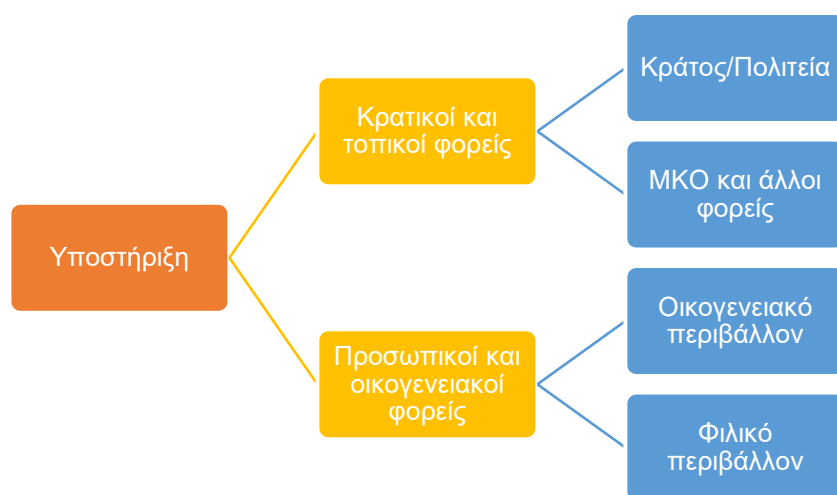 Κράτος/Πολιτεία
Κρατικοί και
τοπικοί φορείς
ΜΚΟ και άλλοι
φορείς
Υποστήριξη
Οικογενειακό
περιβάλλον
Προσωπικοί και
οικογενειακοί
φορείς
Φιλικό
περιβάλλον